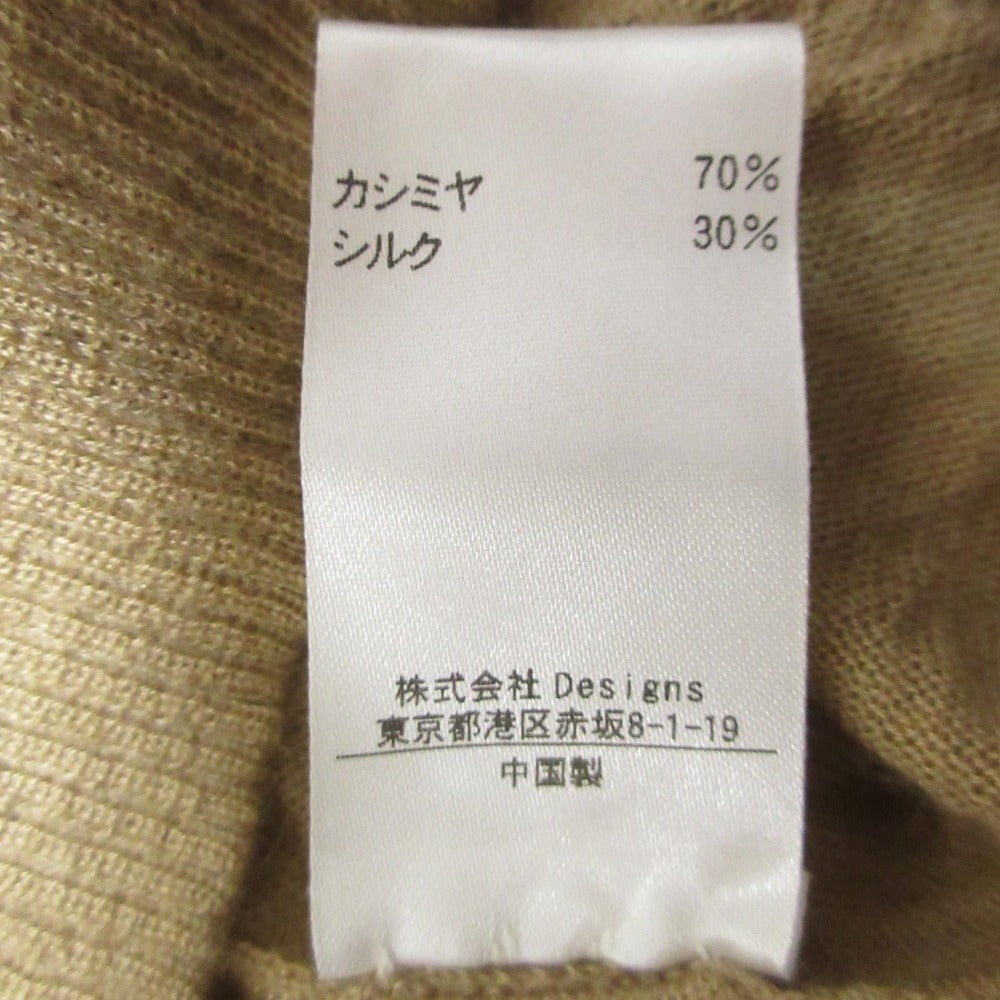 カシミヤ 70%
シルク 30%
株式会社 Designs
東京都港区赤坂8-1-19
中国製